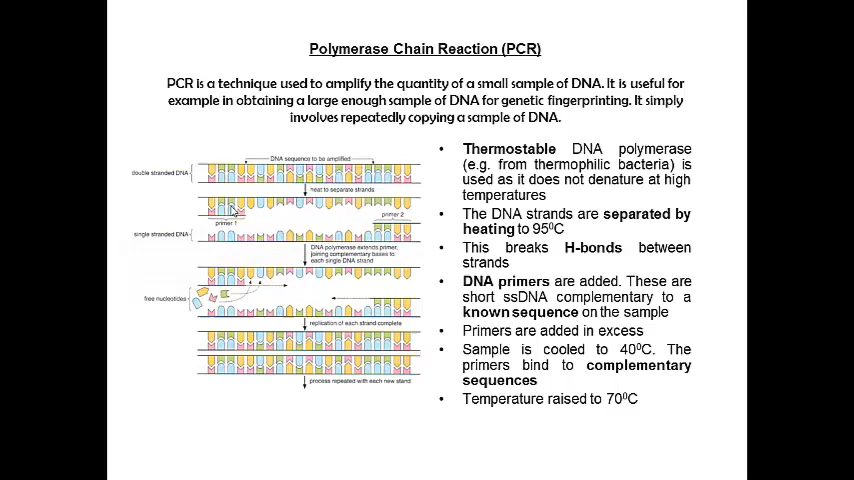 Polymerase Chain Reaction (PCR)
PCR is a technique used to amplify the quantity of a small sample of DNA. It is useful for
example in obtaining a large enough sample of DNA for genetic fingerprinting. It simply
involves repeatedly copying a sample of DNA.
DNA sequence to be amplified
double stranded DNA
heat to separate strands
primer 2
primer 1
single stranded DNA
DNA polymerase extends primer,
joining complementary bases to
each single DNA strand
free nucleotides
replication of each strand complete
process repeated with each new stand
• Thermostable DNA polymerase
(e.g. from thermophilic bacteria) is
used as it does not denature at high
temperatures
• The DNA strands are separated by
heating to 95⁰C
• This breaks H-bonds between
strands
• DNA primers are added. These are
short ssDNA complementary to a
known sequence on the sample
• Primers are added in excess
• Sample is cooled to 40⁰C. The
primers bind to complementary
sequences
• Temperature raised to 70⁰C